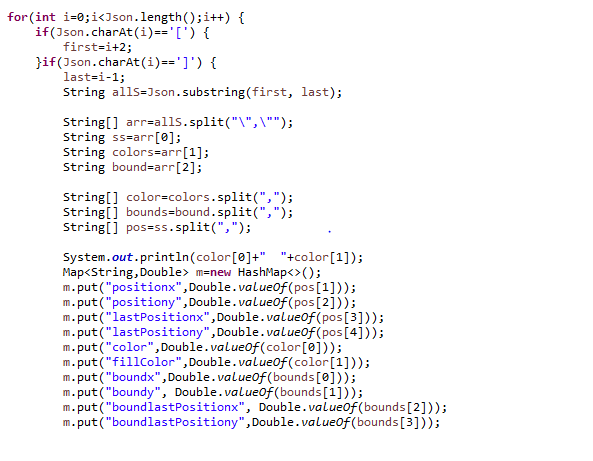 for(int i=0;i<Json.length();i++) {
    if(Json.charAt(i)=='[') {
        first=i+2;
    }if(Json.charAt(i)==']') {
        last=i-1;
        String allS=Json.substring(first, last);
        String[] arr=allS.split("\",\"");
        String ss=arr[0];
        String colors=arr[1];
        String bound=arr[2];
        String[] color=colors.split(",");
        String[] bounds=bound.split(",");
        String[] pos=ss.split(",");
        System.out.println(color[0]+"  "+color[1]);
        Map<String,Double> m=new HashMap<>();
        m.put("positionx",Double.valueOf(pos[1]));
        m.put("positiony",Double.valueOf(pos[2]));
        m.put("lastPositionx",Double.valueOf(pos[3]));
        m.put("lastPositiony",Double.valueOf(pos[4]));
        m.put("color",Double.valueOf(color[0]));
        m.put("fillColor",Double.valueOf(color[1]));
        m.put("boundx",Double.valueOf(bounds[0]));
        m.put("boundy", Double.valueOf(bounds[1]));
        m.put("boundlastPositionx", Double.valueOf(bounds[2]));
        m.put("boundlastPositiony",Double.valueOf(bounds[3]));